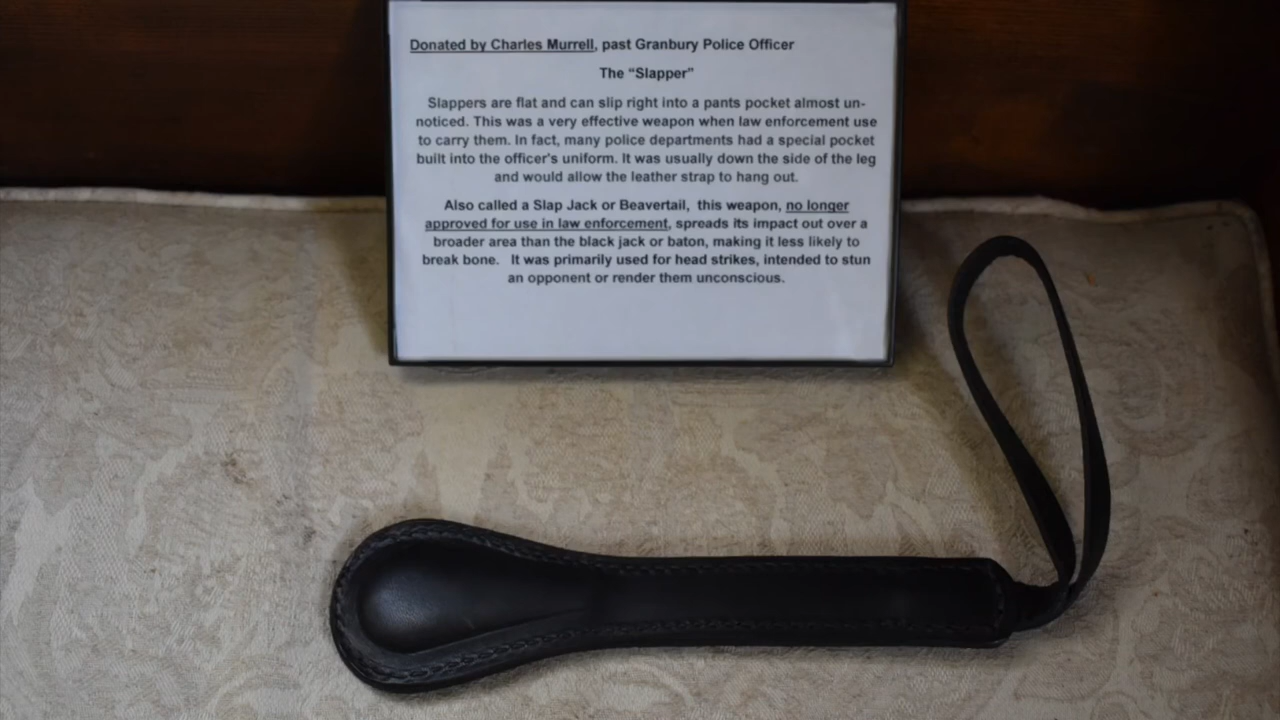 Donated by Charles Murrell, past Granbury Police Officer
The “Slapper”
Slappers are flat and can slip right into a pants pocket almost un-
noticed. This was a very effective weapon when law enforcement use
to carry them. In fact, many police departments had a special pocket
built into the officer's uniform. It was usually down the side of the leg
and would allow the leather strap to hang out.
Also called a Slap Jack or Beavertail, this weapon, no longer
approved for use in law enforcement, spreads its impact out over a
broader area than the black jack or baton, making it less likely to
break bone. It was primarily used for head strikes, intended to stun
an opponent or render them unconscious.